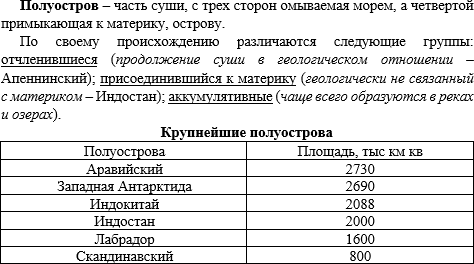 Полуостров – часть суши, с трех сторон омываемая морем, а четвертой
примыкающая к материку, острову.
По своему происхождению различаются следующие группы:
отчленившиеся (продолжение суши в геологическом отношении –
Апеннинский); присоединившийся к материку (геологически не связанный
с материком – Индостан); аккумулятивные (чаще всего образуются в реках
и озерах).
Крупнейшие полуострова
Полуострова Площадь, тыс км кв
Аравийский 2730
Западная Антарктида 2690
Индокитай 2088
Индостан 2000
Лабрадор 1600
Скандинавский 800